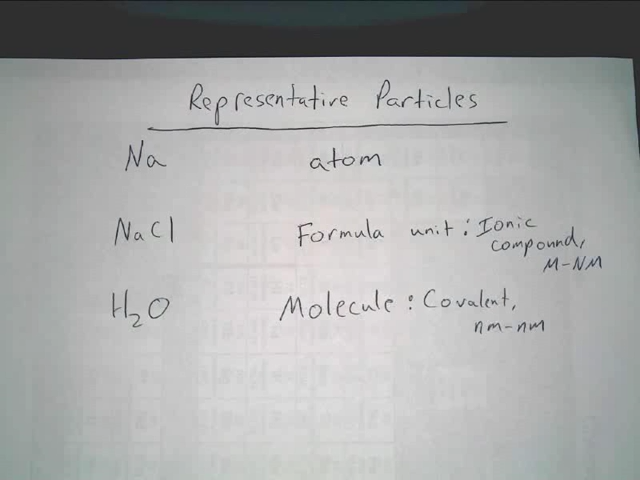 Representative Particles
Na atom
NaCl Formula unit : Ionic
compound,
M-NM
H₂O Molecule : Covalent,
nm-nm